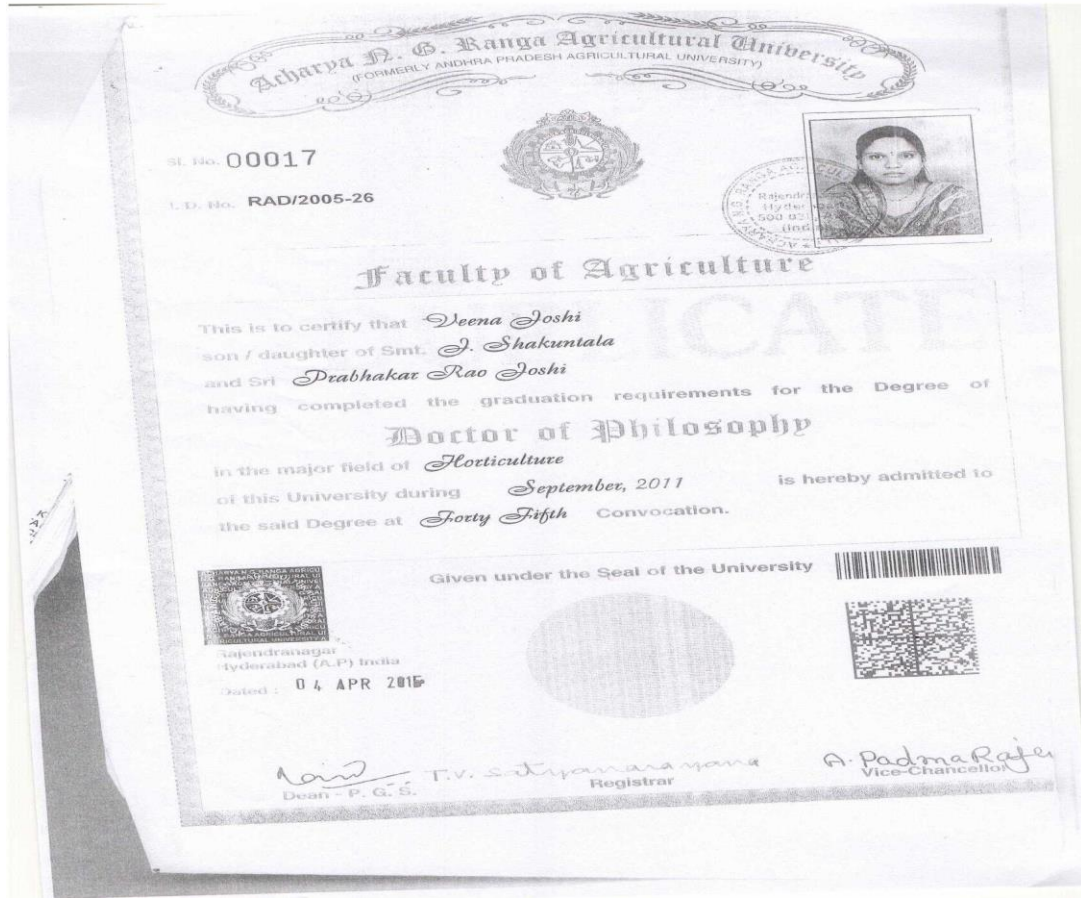 Acharya N. G. Ranga Agricultural University
(FORMERLY ANDHRA PRADESH AGRICULTURAL UNIVERSITY)
Sl. No. 00017
I. D. No. RAD/2005-26
Faculty of Agriculture
This is to certify that Veena Joshi
son / daughter of Smt. J. Shakuntala
and Sri Prabhakar Rao Joshi
having completed the graduation requirements for the Degree of
Doctor of Philosophy
in the major field of Horticulture
of this University during September, 2011 is hereby admitted to
the said Degree at Forty Fifth Convocation.
Given under the Seal of the University
Rajendranagar
Hyderabad (A.P) India
Dated : 04 APR 2015
T.V. Satyanarayana
A. Padma Raju
Dean - P. G. S.
Registrar
Vice-Chancellor